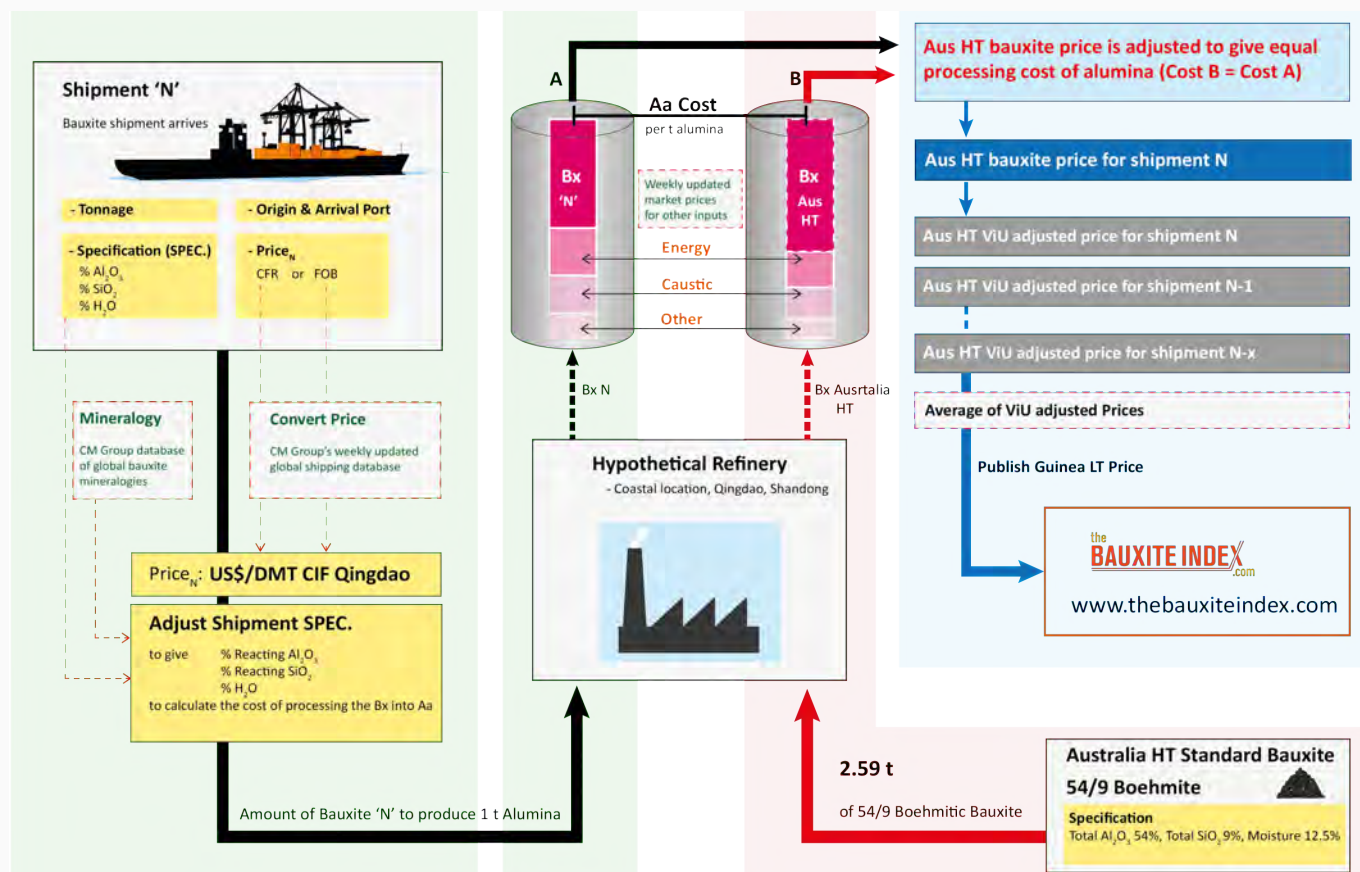 Shipment ‘N’
Bauxite shipment arrives
- Tonnage
- Origin & Arrival Port
- Specification (SPEC.)
% Al₂O₃
% SiO₂
% H₂O
- Price_N
CFR or FOB
Mineralogy
CM Group database
of global bauxite
mineralogies
Convert Price
CM Group's weekly updated
global shipping database
Price_N: US$/DMT CIF Qingdao
Adjust Shipment SPEC.
to give % Reacting Al₂O₃
% Reacting SiO₂
% H₂O
to calculate the cost of processing the Bx into Aa
Amount of Bauxite ‘N’ to produce 1 t Alumina
A
B
Aa Cost
per t alumina
Bx
‘N’
Weekly updated
market prices
for other inputs
Bx
Aus
HT
Energy
Caustic
Other
Bx N
Bx Ausrtalia
HT
Hypothetical Refinery
- Coastal location, Qingdao, Shandong
2.59 t
of 54/9 Boehmitic Bauxite
Aus HT bauxite price is adjusted to give equal
processing cost of alumina (Cost B = Cost A)
Aus HT bauxite price for shipment N
Aus HT ViU adjusted price for shipment N
Aus HT ViU adjusted price for shipment N-1
Aus HT ViU adjusted price for shipment N-x
Average of ViU adjusted Prices
Publish Guinea LT Price
the
BAUXITE INDEX
.com
www.thebauxiteindex.com
Australia HT Standard Bauxite
54/9 Boehmite
Specification
Total Al₂O₃ 54%, Total SiO₂ 9%, Moisture 12.5%